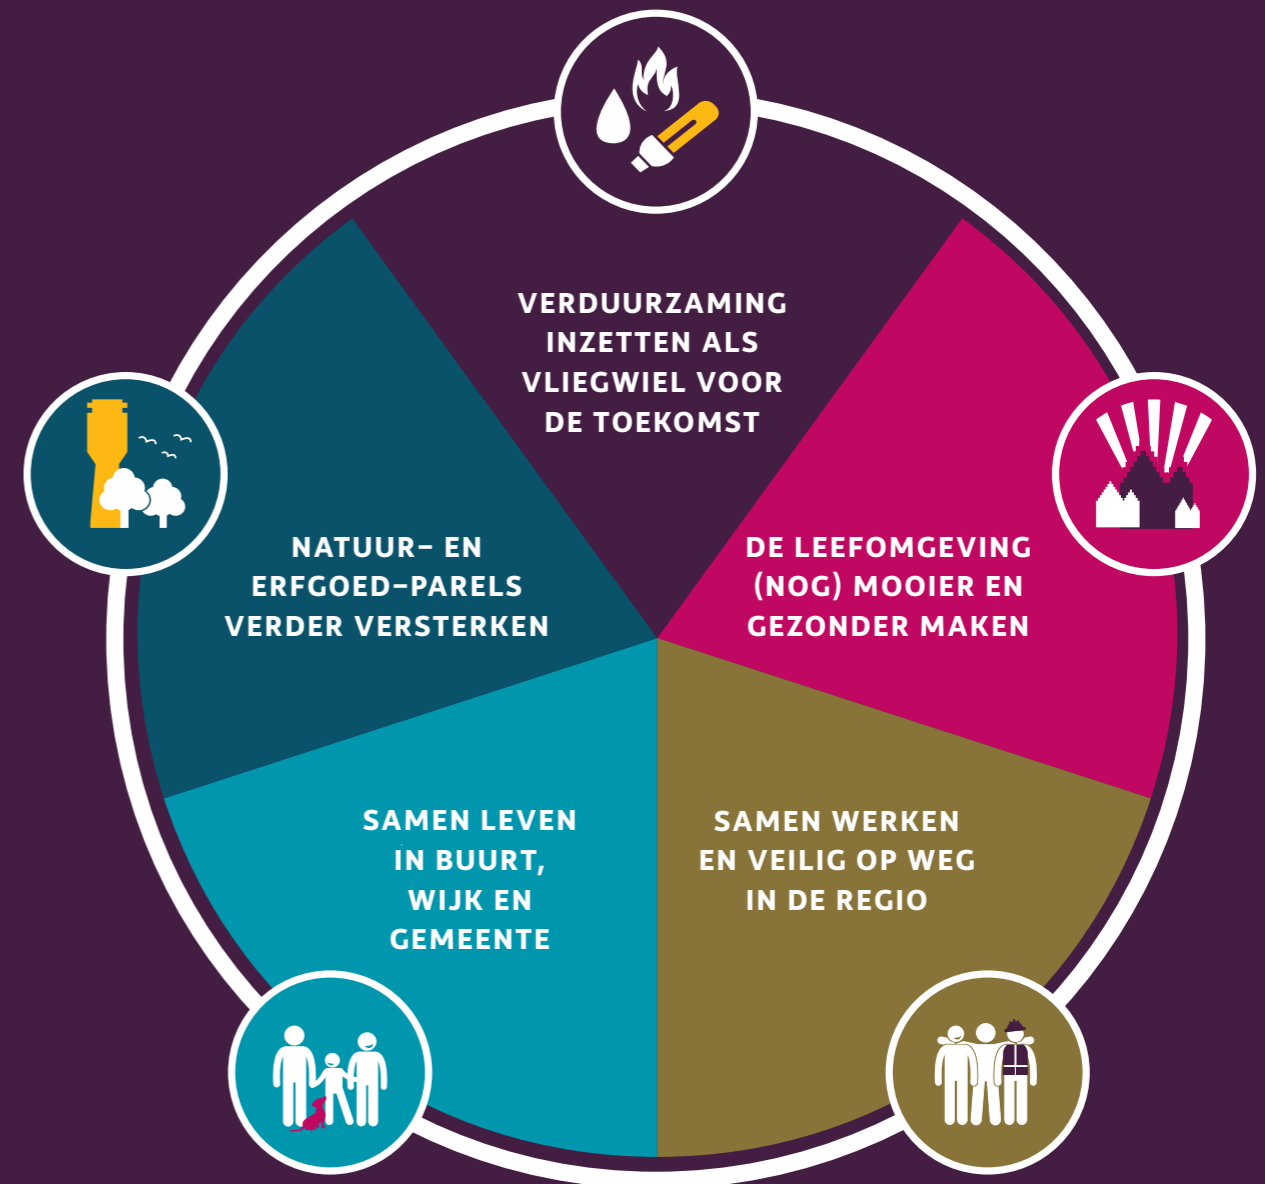 VERDUURZAMING
INZETTEN ALS
VLIEGWIEL VOOR
DE TOEKOMST
DE LEEFOMGEVING
(NOG) MOOIER EN
GEZONDER MAKEN
SAMEN WERKEN
EN VEILIG OP WEG
IN DE REGIO
SAMEN LEVEN
IN BUURT,
WIJK EN
GEMEENTE
NATUUR- EN
ERFGOED-PARELS
VERDER VERSTERKEN